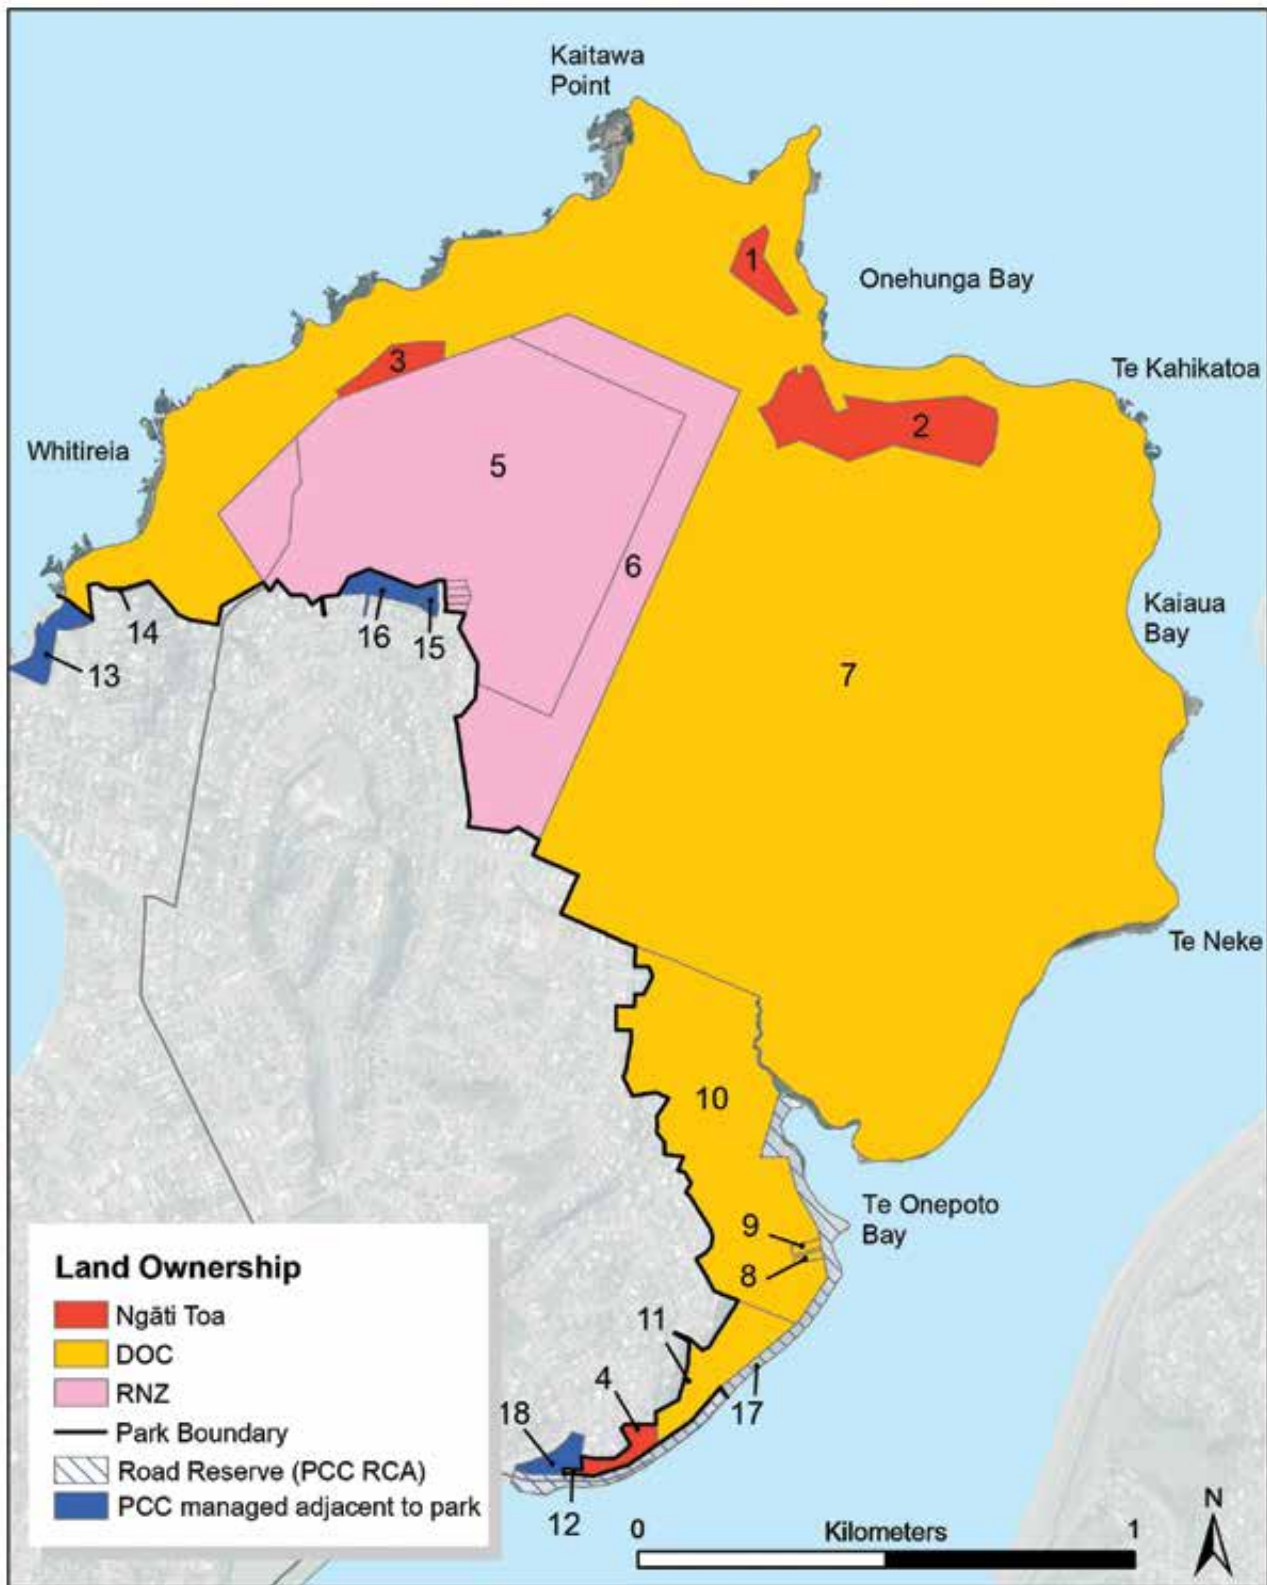 Kaitawa
Point
1
Onehunga Bay
3
Te Kahikatoa
2
Whitireia
5
6
Kaiaua
Bay
16
15
14
13
7
Te Neke
10
Te Onepoto
Bay
9
8
11
4
17
18
12
Land Ownership
Ngāti Toa
DOC
RNZ
Park Boundary
Road Reserve (PCC RCA)
PCC managed adjacent to park
0 Kilometers 1
N